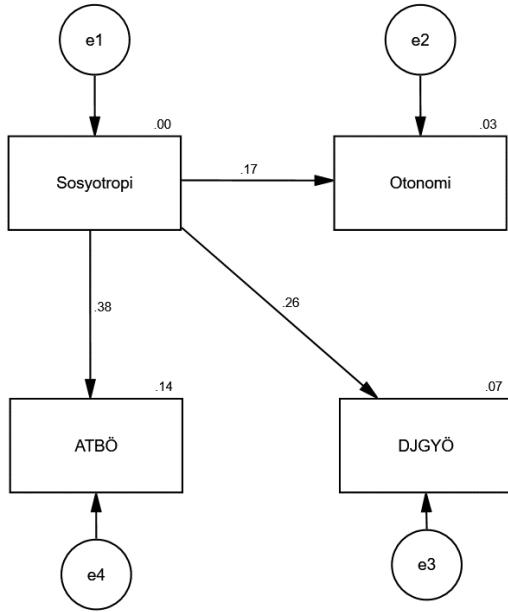 e1
e2
.00
.03
Sosyotropi
.17
Otonomi
.38
.26
.14
.07
ATBÖ
DJGYÖ
e4
e3